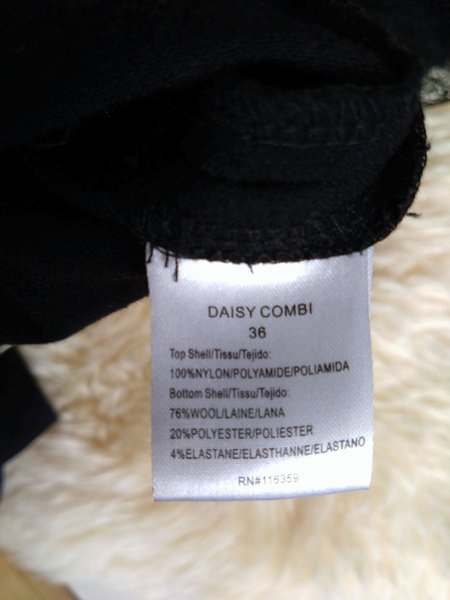 DAISY COMBI
36
Top Shell/Tissu/Tejido:
100%NYLON/POLYAMIDE/POLIAMIDA
Bottom Shell/Tissu/Tejido:
76%WOOL/LAINE/LANA
20%POLYESTER/POLIESTER
4%ELASTANE/ELASTHANNE/ELASTANO
RN#116359